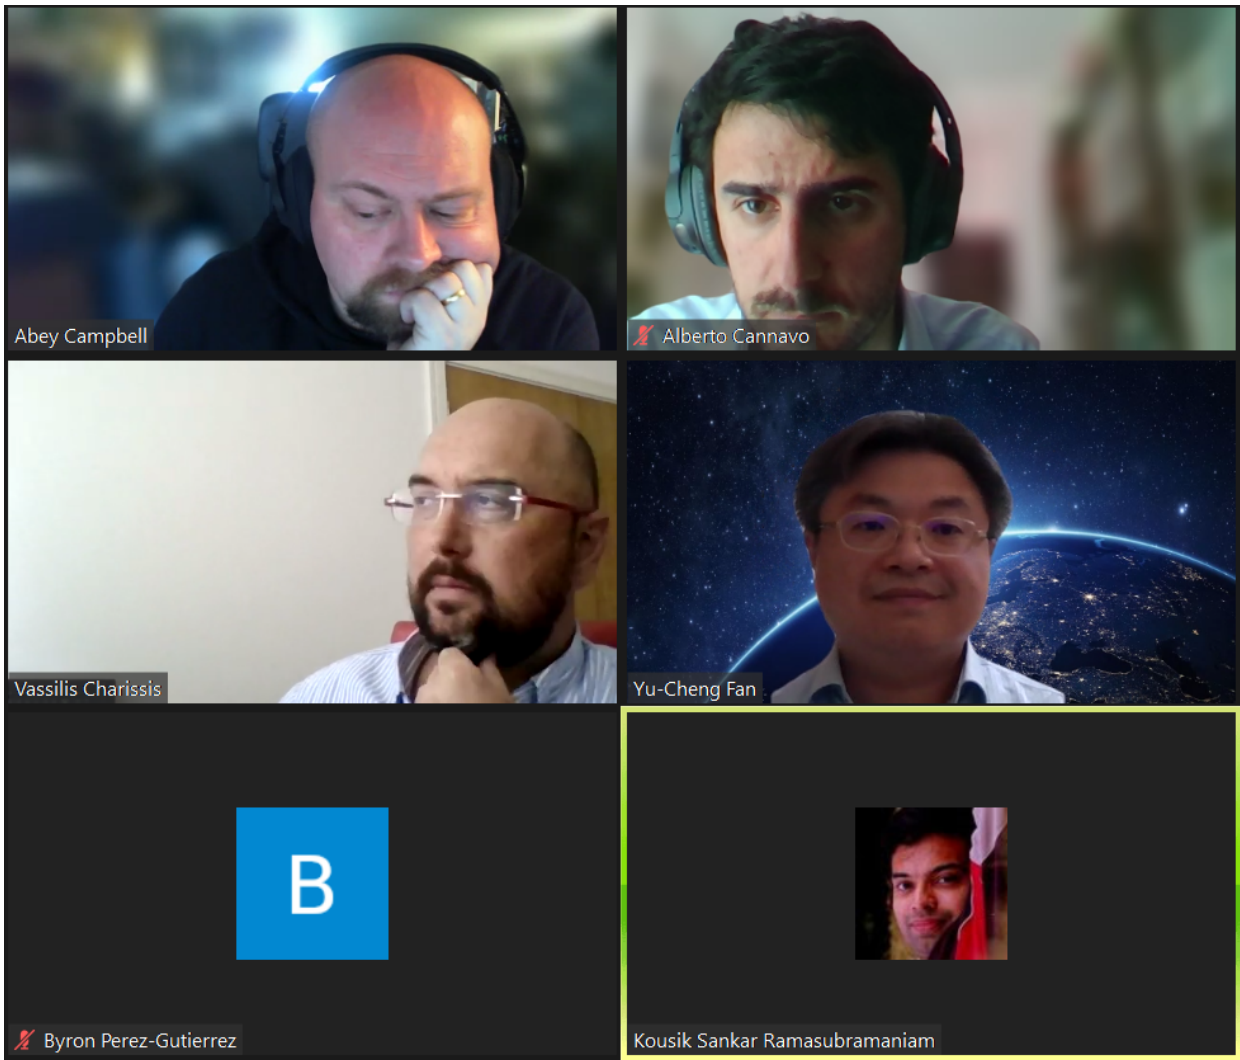 Abey Campbell
Alberto Cannavo
Vassilis Charissis
Yu-Cheng Fan
B
Byron Perez-Gutierrez
Kousik Sankar Ramasubramaniam